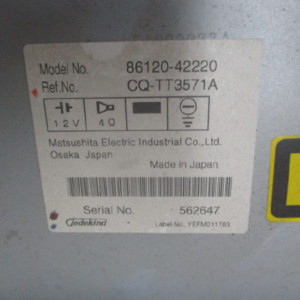 Model No. 86120-42220
Ref.No. CQ-TT3571A
12V 4Ω
Matsushita Electric Industrial Co.,Ltd.
Osaka Japan
Made in Japan
Serial No. 562647
Jodekind Label No. YEFM011763